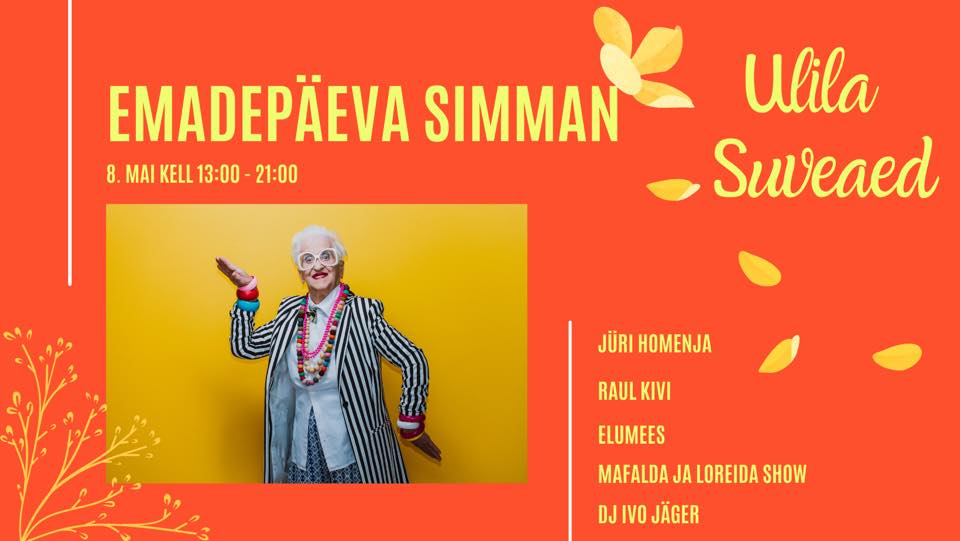 EMADEPÄEVA SIMMAN
8. MAI KELL 13:00 - 21:00
Ulila
Suveaed
JÜRI HOMENJA
RAUL KIVI
ELUMEES
MAFALDA JA LOREIDA SHOW
DJ IVO JÄGER